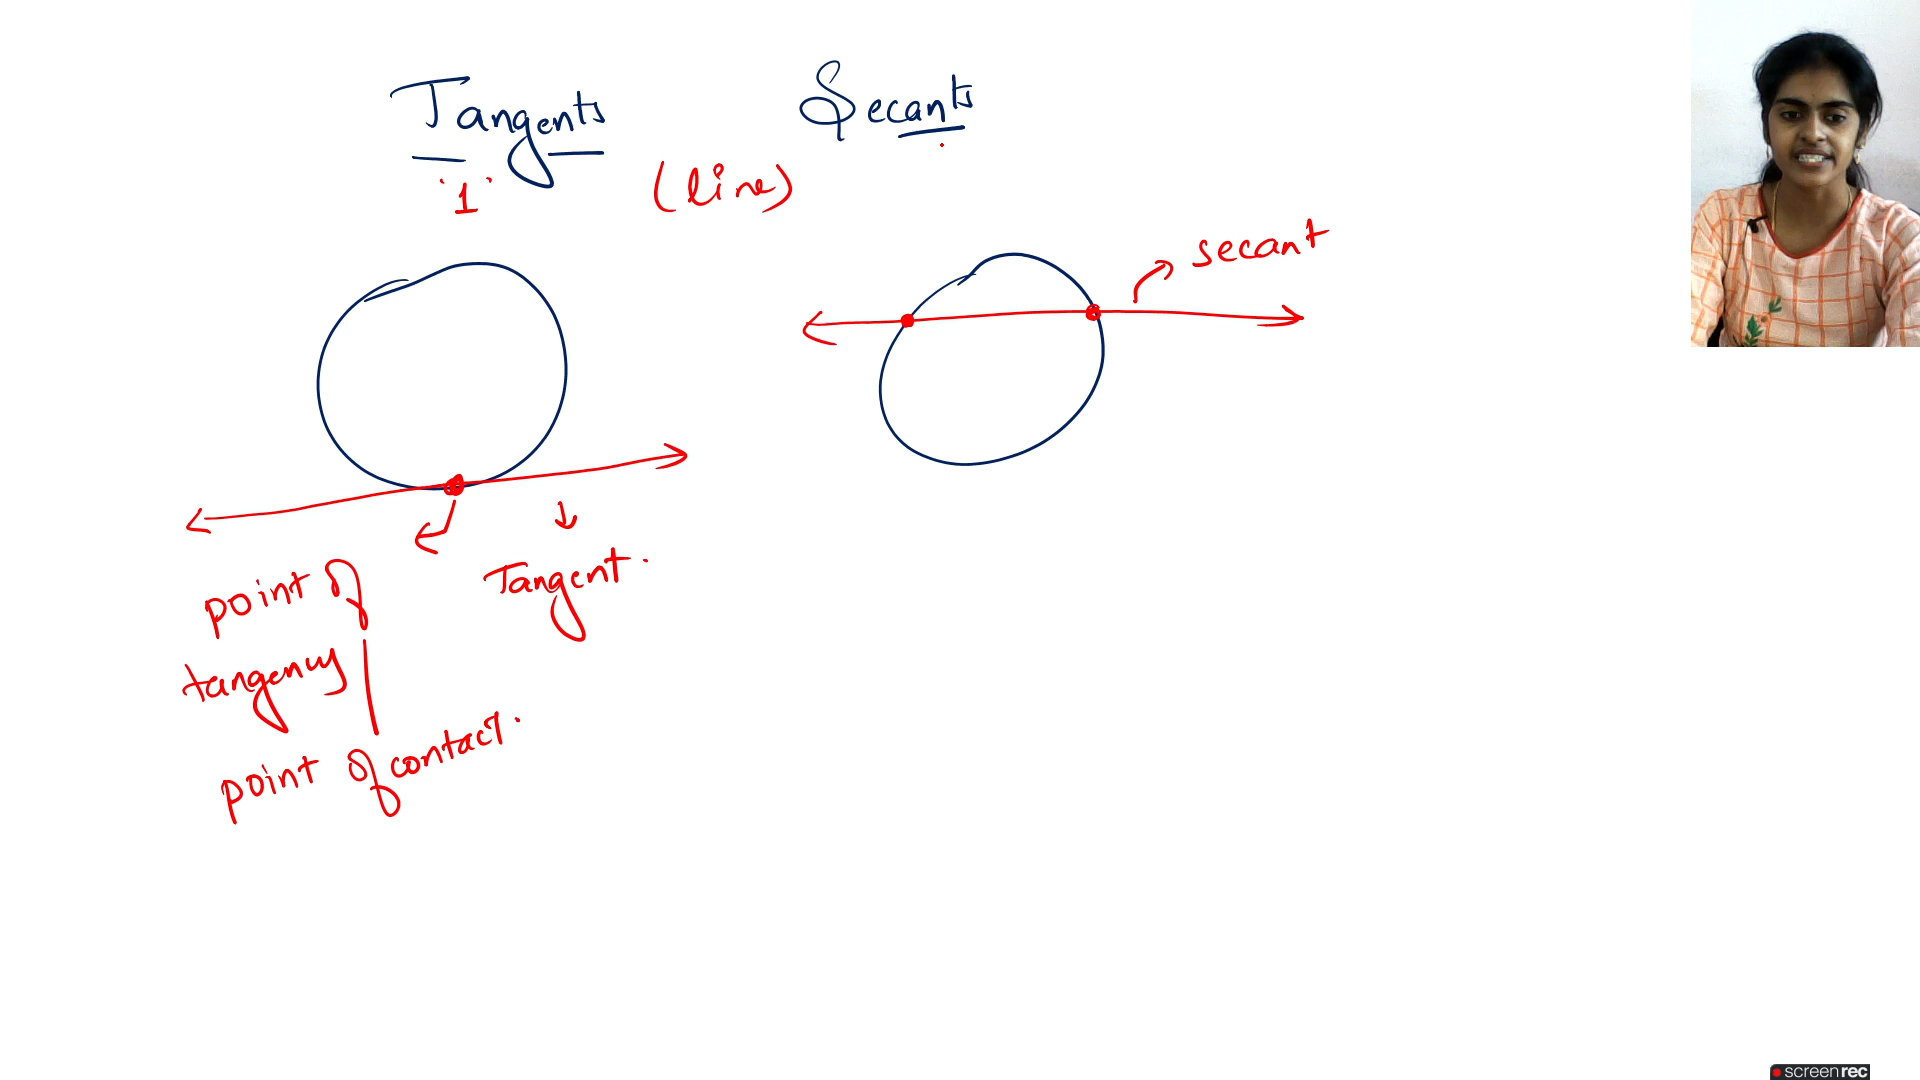 Tangents
Secants
1
(line)
secant
Tangent.
point of
tangency
point of contact.
screenrec